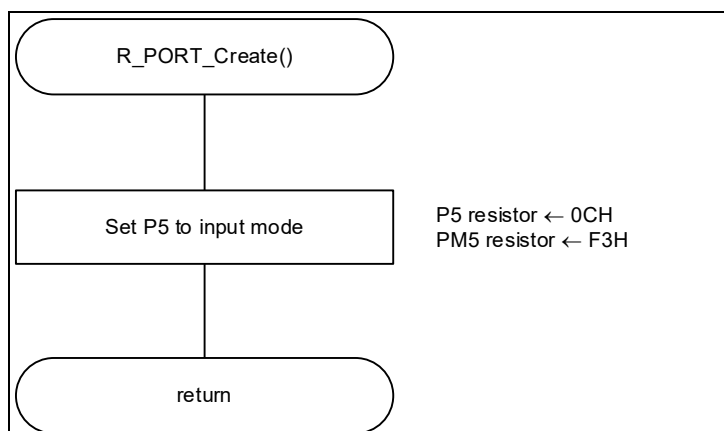 R_PORT_Create()
Set P5 to input mode
P5 resistor ← 0CH
PM5 resistor ← F3H
return